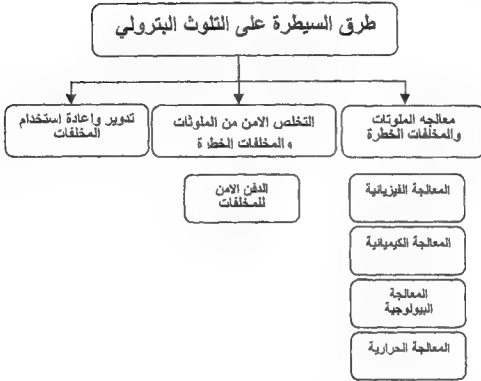 طرق السيطرة على التلوث البترولي
معالجه الملوثات
والمخلفات الخطرة
التخلص الامن من الملوثات
والمخلفات الخطرة
تدوير واعادة استخدام
المخلفات
المعالجة الفيزيائية
المعالجة الكيميائية
المعالجة
البيولوجية
المعالجة الحرارية
الدفن الامن
للمخلفات